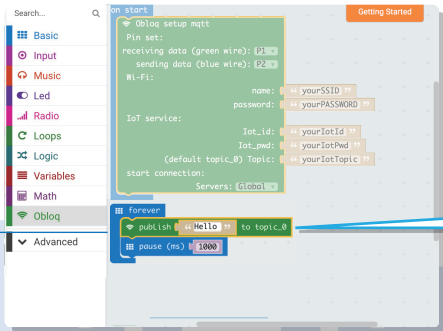 Search...
Basic
Input
Music
Led
Radio
Loops
Logic
Variables
Math
Obloq
Advanced
Getting Started
on start
Obloq setup mqtt
Pin set:
receiving data (green wire): P1
sending data (blue wire): P2
Wi-Fi:
name: “ yourSSID ”
password: “ yourPASSWORD ”
IoT service:
Iot_id: “ yourIotId ”
Iot_pwd: “ yourIotPwd ”
(default topic_0) Topic: “ yourIotTopic ”
start connection:
Servers: Global
forever
pubLish “ Hello ” to topic_0
pause (ms) 1000